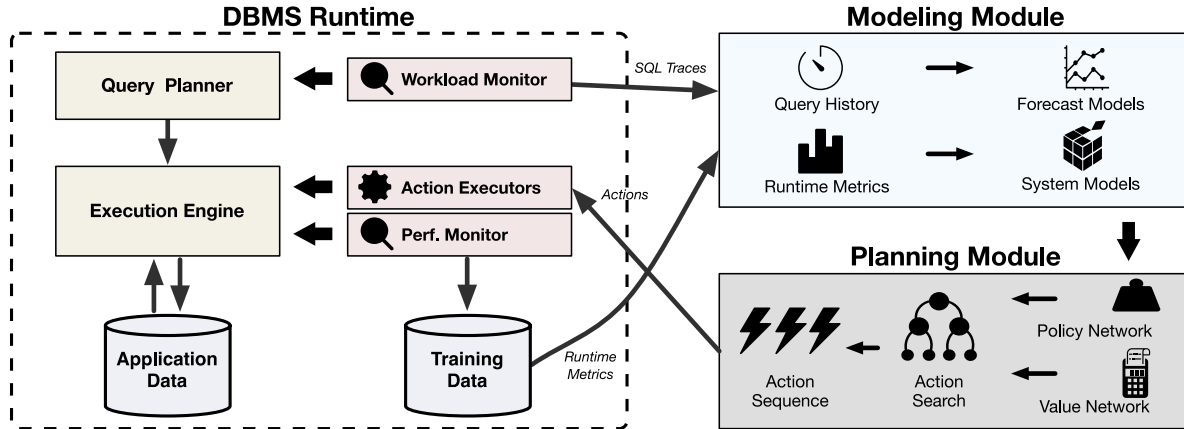 DBMS Runtime
Query Planner
Workload Monitor
Execution Engine
Action Executors
Perf. Monitor
Application
Data
Training
Data
SQL Traces
Actions
Runtime
Metrics
Modeling Module
Query History
Forecast Models
Runtime Metrics
System Models
Planning Module
Policy Network
Action
Sequence
Action
Search
Value Network